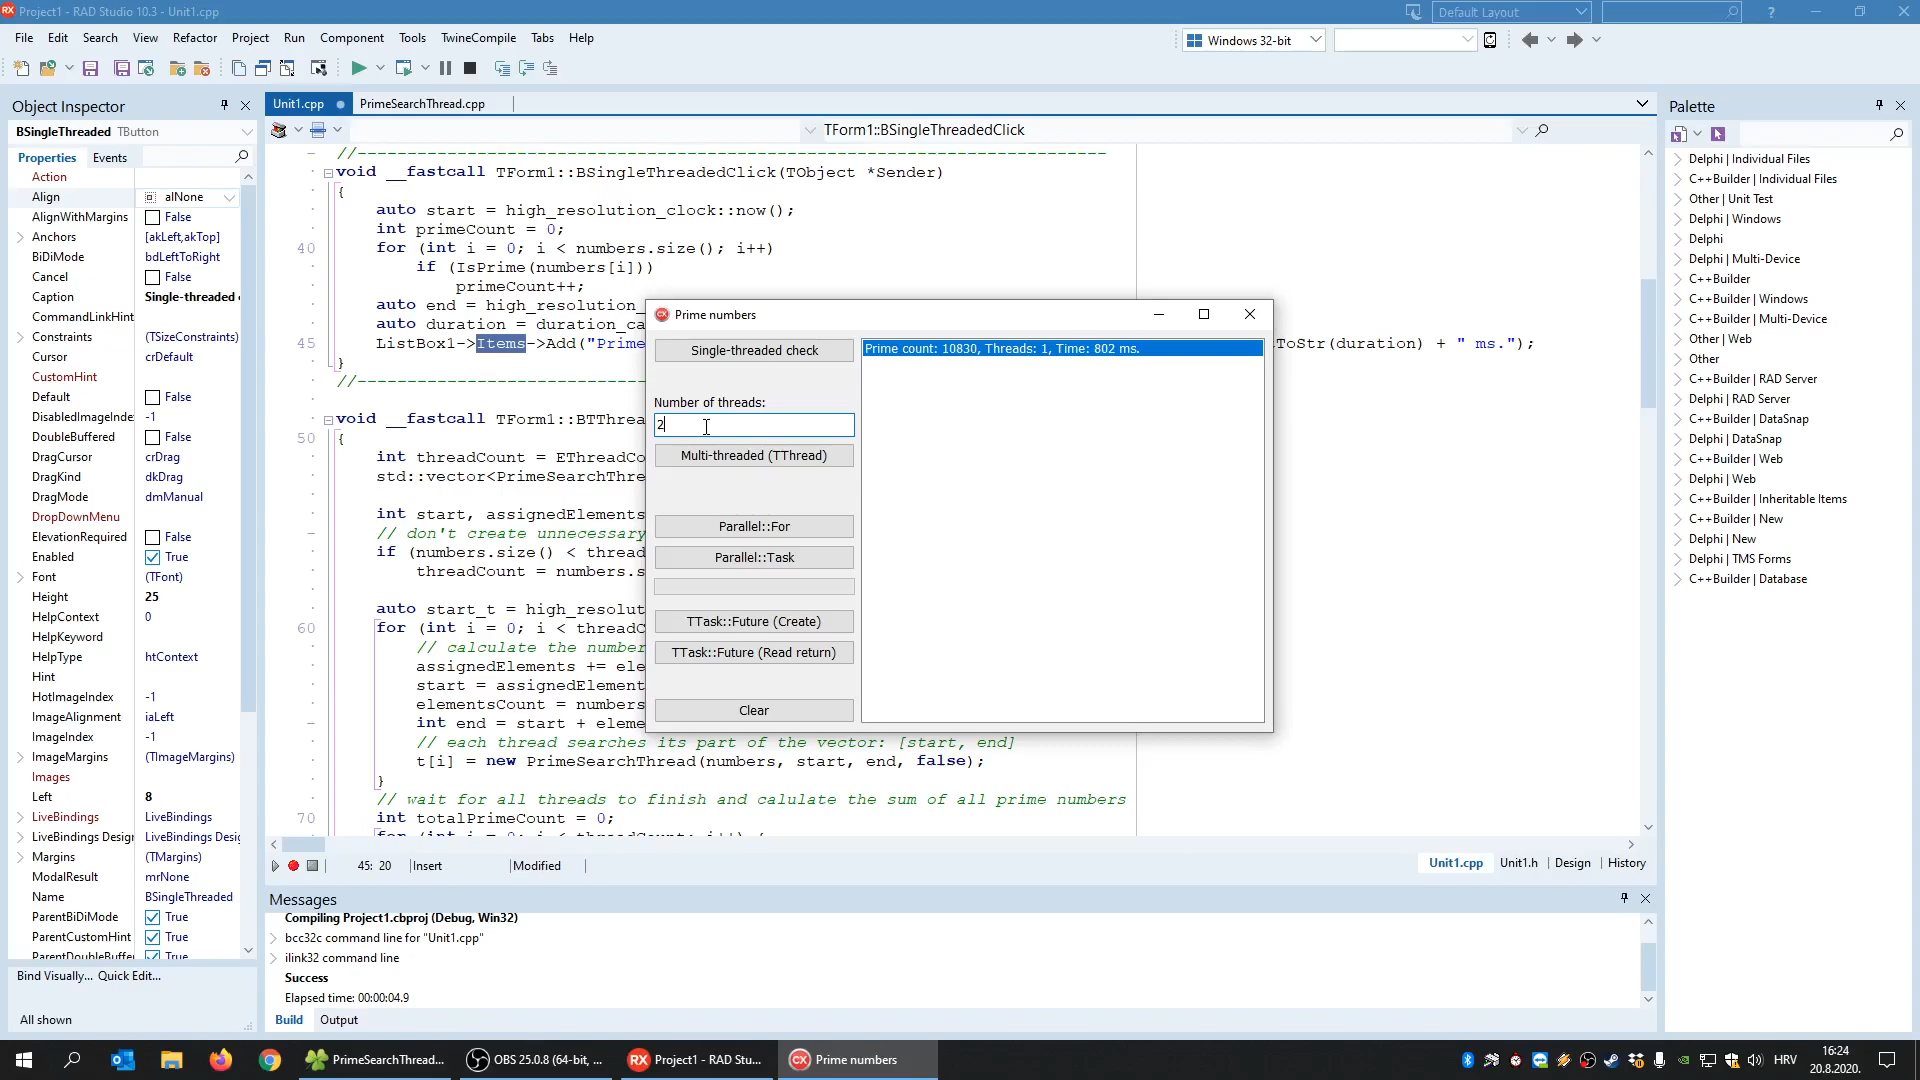 Project1 - RAD Studio 10.3 - Unit1.cpp
Default Layout
File Edit Search View Refactor Project Run Component Tools TwineCompile Tabs Help
Windows 32-bit
Object Inspector
BSingleThreaded TButton
Properties Events
Action
Align alNone
AlignWithMargins False
Anchors [akLeft,akTop]
BiDiMode bdLeftToRight
Cancel False
Caption Single-threaded
CommandLinkHint
Constraints (TSizeConstraints)
Cursor crDefault
CustomHint
Default False
DisabledImageInde -1
DoubleBuffered False
DragCursor crDrag
DragKind dkDrag
DragMode dmManual
DropDownMenu
ElevationRequired False
Enabled True
Font (TFont)
Height 25
HelpContext 0
HelpKeyword
HelpType htContext
Hint
HotImageIndex -1
ImageAlignment iaLeft
ImageIndex -1
ImageMargins (TImageMargins)
Images
Left 8
LiveBindings LiveBindings
LiveBindings Design LiveBindings Desig
Margins (TMargins)
ModalResult mrNone
Name BSingleThreaded
ParentBiDiMode True
ParentCustomHint True
ParentDoubleBuffer True
Bind Visually... Quick Edit...
All shown
Unit1.cpp PrimeSearchThread.cpp
TForm1::BSingleThreadedClick
//---------------------------------------------------------------------------
void __fastcall TForm1::BSingleThreadedClick(TObject *Sender)
{
auto start = high_resolution_clock::now();
int primeCount = 0;
40 for (int i = 0; i < numbers.size(); i++)
if (IsPrime(numbers[i]))
primeCount++;
auto end = high_resolution_
auto duration = duration_ca
45 ListBox1->Items->Add("Prime ToStr(duration) + " ms.");
}
//-----------------------------
void __fastcall TForm1::BTThrea
50 {
int threadCount = EThreadCo
std::vector<PrimeSearchThre
int start, assignedElements
// don't create unnecessary
if (numbers.size() < thread
threadCount = numbers.s
auto start_t = high_resolut
60 for (int i = 0; i < threadC
// calculate the number
assignedElements += ele
start = assignedElement
elementsCount = numbers
int end = start + eleme
// each thread searches its part of the vector: [start, end]
t[i] = new PrimeSearchThread(numbers, start, end, false);
}
// wait for all threads to finish and calulate the sum of all prime numbers
70 int totalPrimeCount = 0;
for (int i = 0; i < threadCount; i++) {
Prime numbers
Single-threaded check
Number of threads:
2
Multi-threaded (TThread)
Parallel::For
Parallel::Task
TTask::Future (Create)
TTask::Future (Read return)
Clear
Prime count: 10830, Threads: 1, Time: 802 ms.
45: 20 Insert Modified
Unit1.cpp Unit1.h Design History
Messages
Compiling Project1.cbproj (Debug, Win32)
bcc32c command line for "Unit1.cpp"
ilink32 command line
Success
Elapsed time: 00:00:04.9
Build Output
Palette
Delphi | Individual Files
C++Builder | Individual Files
Other | Unit Test
Delphi | Windows
Delphi
Delphi | Multi-Device
C++Builder
C++Builder | Windows
C++Builder | Multi-Device
Other | Web
Other
C++Builder | RAD Server
Delphi | RAD Server
C++Builder | DataSnap
Delphi | DataSnap
C++Builder | Web
Delphi | Web
C++Builder | Inheritable Items
C++Builder | New
Delphi | New
Delphi | TMS Forms
C++Builder | Database
PrimeSearchThread... OBS 25.0.8 (64-bit, ... Project1 - RAD Stu... Prime numbers
HRV
16:24
20.8.2020.